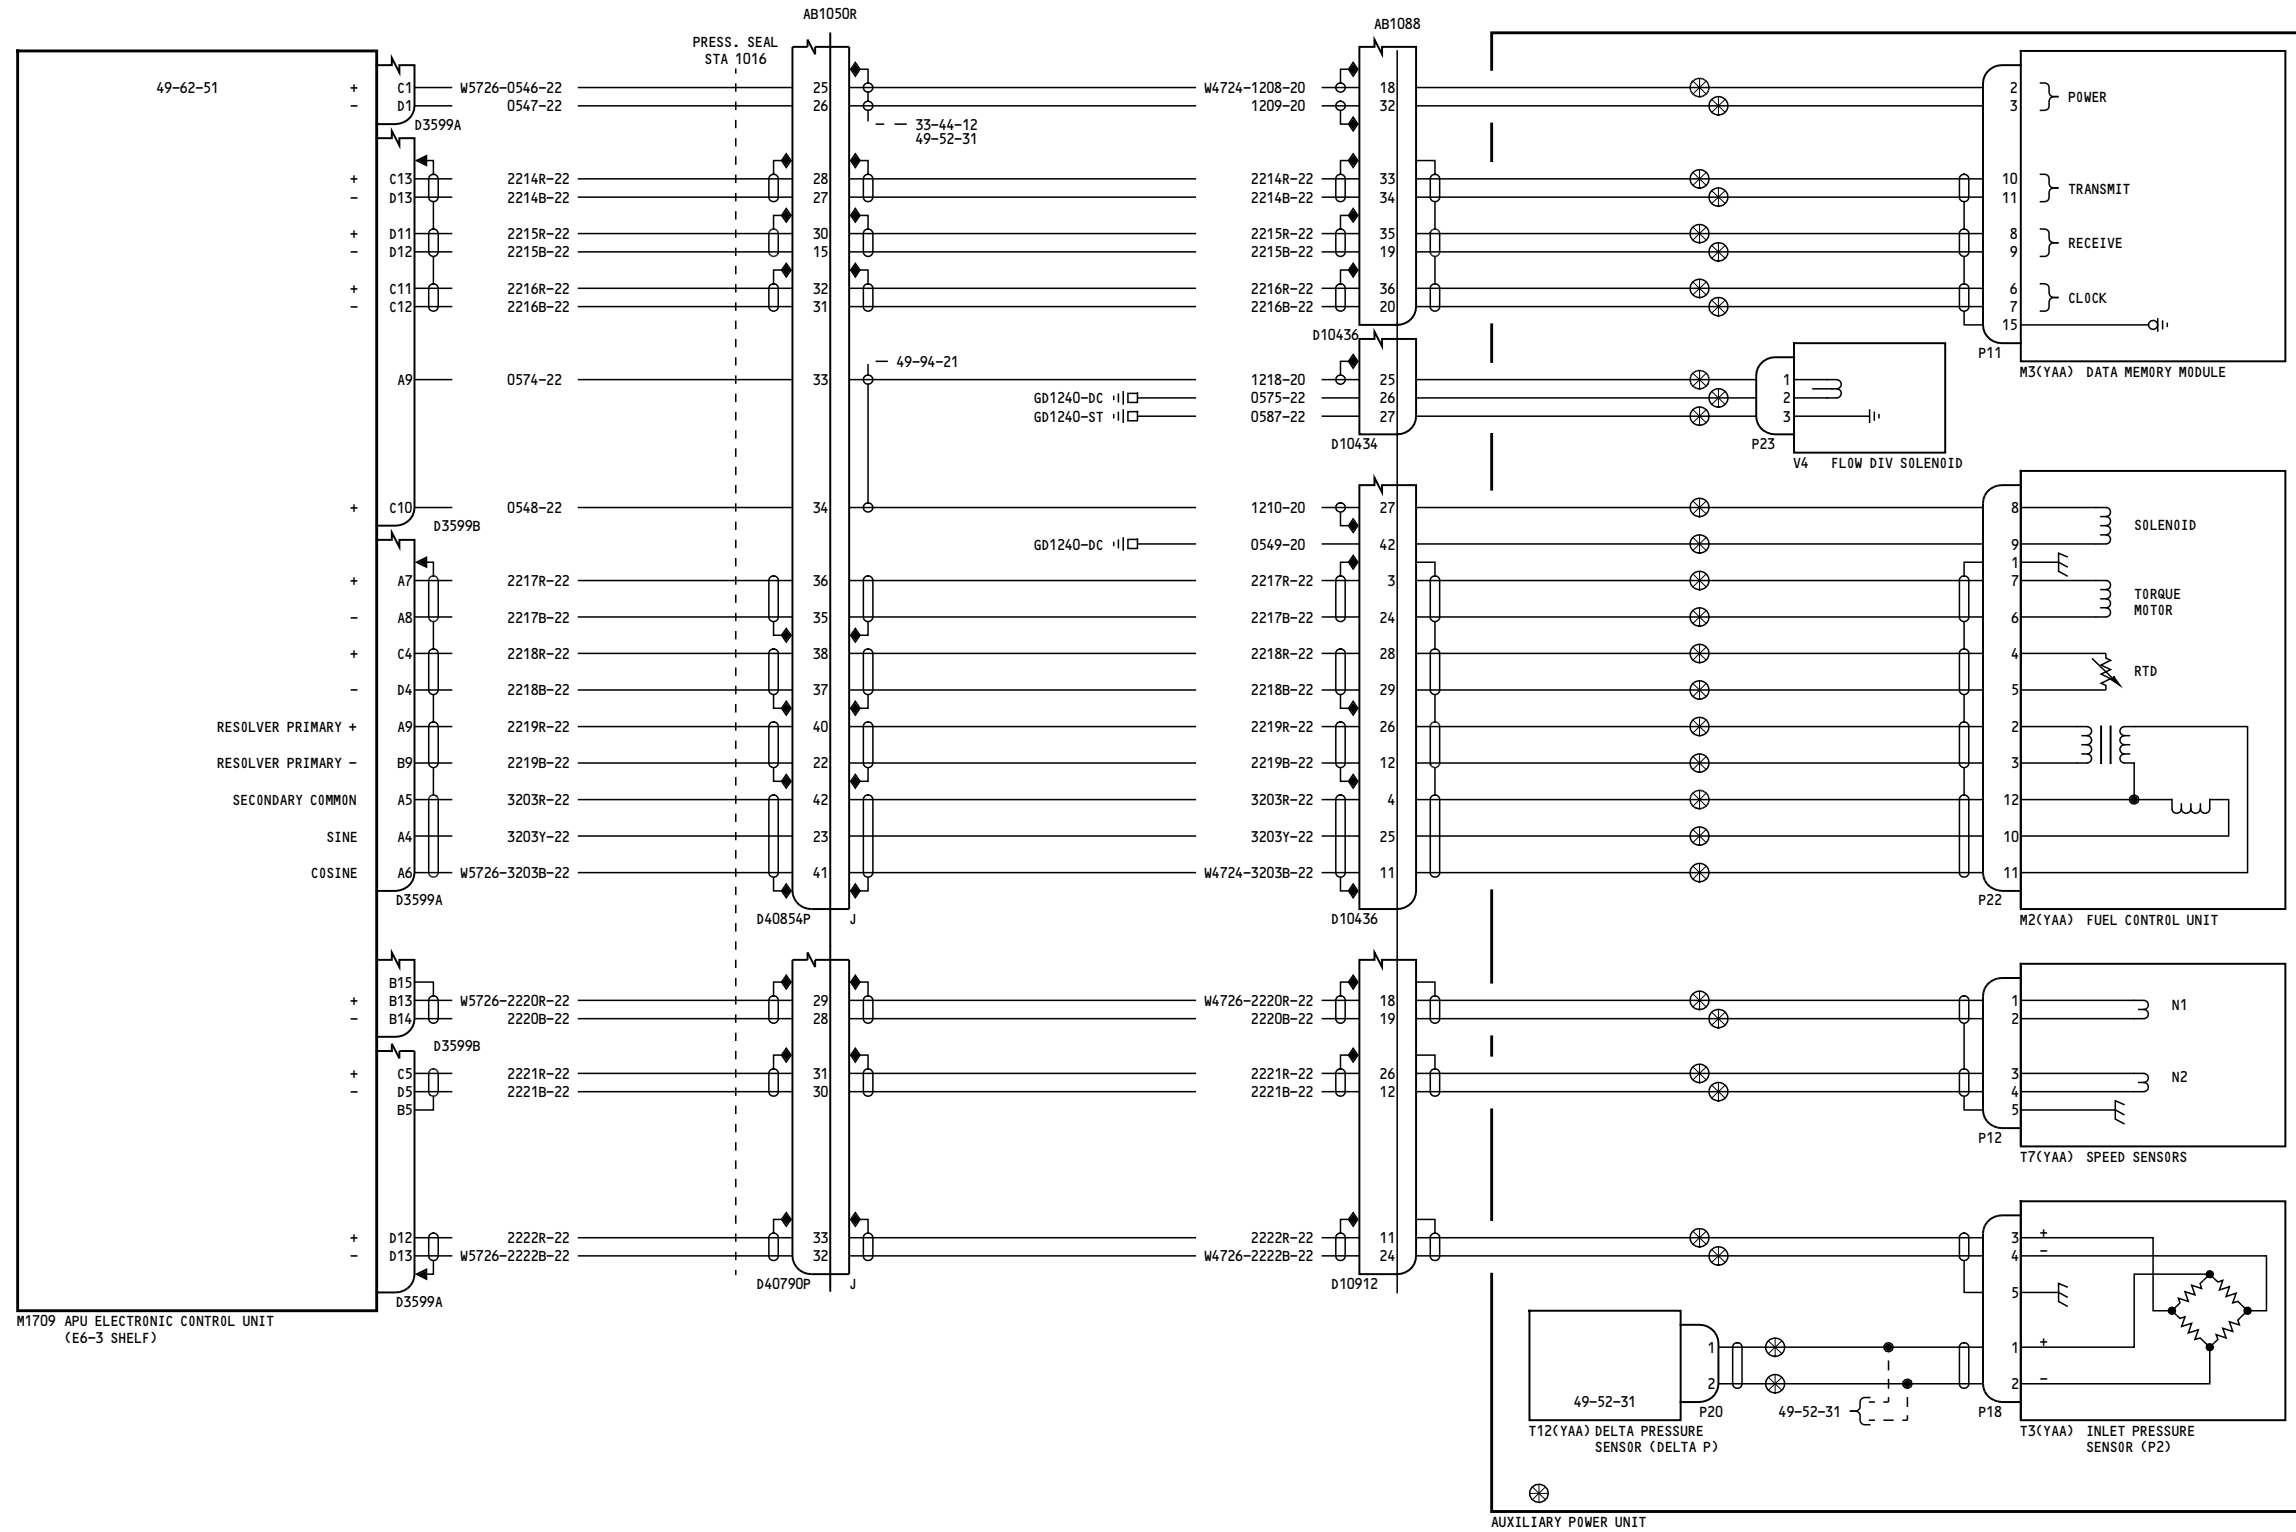 AB1050R
AB1088
PRESS. SEAL
STA 1016
49-62-51
+ C1 W5726-0546-22 25 W4724-1208-20 18 2 POWER
- D1 0547-22 26 1209-20 32 3
D3599A
33-44-12
49-52-31
+ C13 2214R-22 28 2214R-22 33 10 TRANSMIT
- D13 2214B-22 27 2214B-22 34 11
+ D11 2215R-22 30 2215R-22 35 8 RECEIVE
- D12 2215B-22 15 2215B-22 19 9
+ C11 2216R-22 32 2216R-22 36 6 CLOCK
- C12 2216B-22 31 2216B-22 20 7
15
D10436
P11
M3(YAA) DATA MEMORY MODULE
49-94-21
A9 0574-22 33 1218-20 25 1
GD1240-DC 0575-22 26 2
GD1240-ST 0587-22 27 3
D10434
P23
V4 FLOW DIV SOLENOID
+ C10 0548-22 34 1210-20 27 8
D3599B
SOLENOID
GD1240-DC 0549-20 42 9
1
+ A7 2217R-22 36 2217R-22 3 7
TORQUE
MOTOR
- A8 2217B-22 35 2217B-22 24 6
+ C4 2218R-22 38 2218R-22 28 4
RTD
- D4 2218B-22 37 2218B-22 29 5
RESOLVER PRIMARY + A9 2219R-22 40 2219R-22 26 2
RESOLVER PRIMARY - B9 2219B-22 22 2219B-22 12 3
SECONDARY COMMON A5 3203R-22 42 3203R-22 4 12
SINE A4 3203Y-22 23 3203Y-22 25 10
COSINE A6 W5726-3203B-22 41 W4724-3203B-22 11 11
D3599A
P22
D40854P J
D10436
M2(YAA) FUEL CONTROL UNIT
B15
+ B13 W5726-2220R-22 29 W4726-2220R-22 18 1 N1
- B14 2220B-22 28 2220B-22 19 2
D3599B
+ C5 2221R-22 31 2221R-22 26 3 N2
- D5 2221B-22 30 2221B-22 12 4
B5 5
P12
T7(YAA) SPEED SENSORS
+ D12 2222R-22 33 2222R-22 11 3 +
- D13 W5726-2222B-22 32 W4726-2222B-22 24 4 -
D40790P J
D10912
5
D3599A
M1709 APU ELECTRONIC CONTROL UNIT
(E6-3 SHELF)
1 1 +
2 2 -
49-52-31
P20
49-52-31
P18
T12(YAA) DELTA PRESSURE
SENSOR (DELTA P)
T3(YAA) INLET PRESSURE
SENSOR (P2)
AUXILIARY POWER UNIT